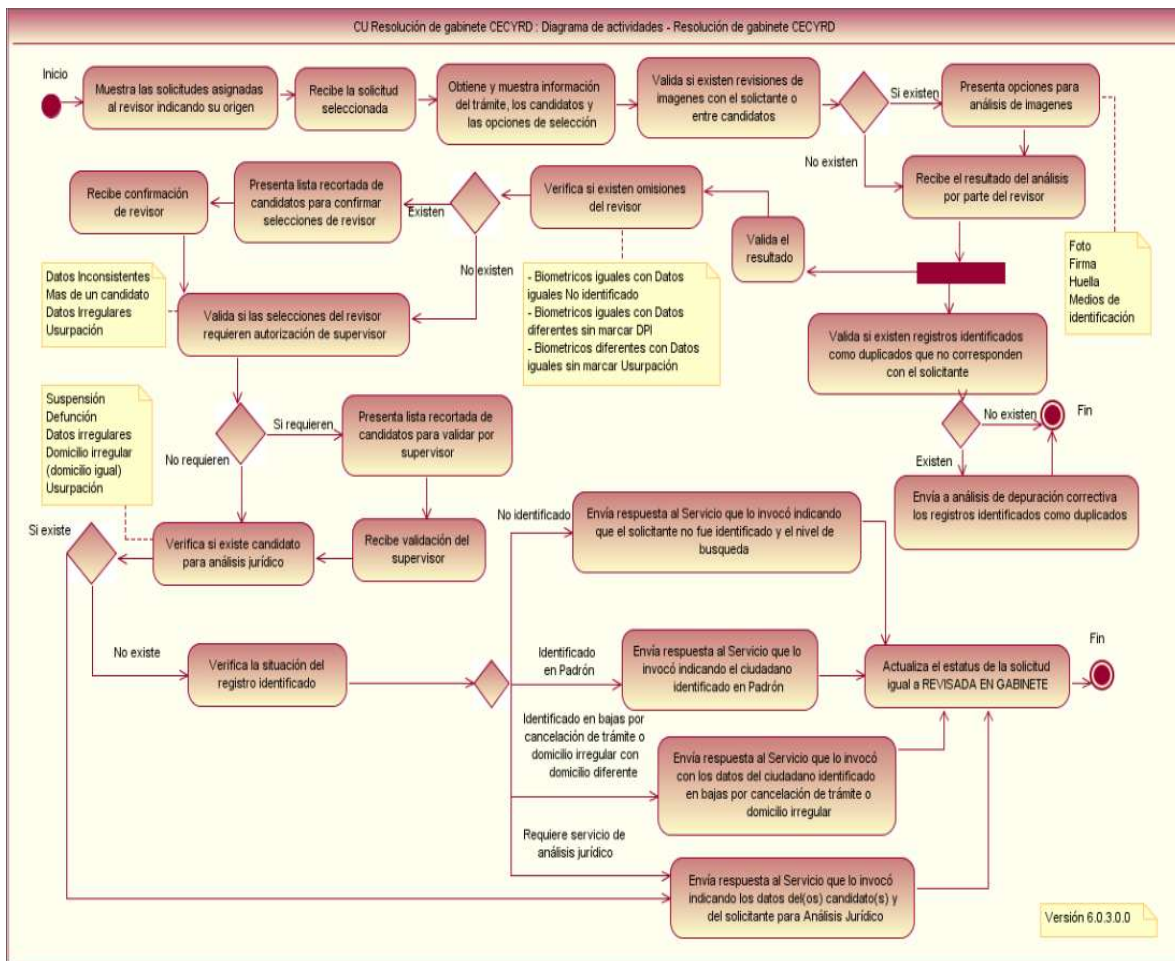 CU Resolución de gabinete CECYRD : Diagrama de actividades - Resolución de gabinete CECYRD
Inicio
Muestra las solicitudes asignadas
al revisor indicando su origen
Recibe la solicitud
seleccionada
Obtiene y muestra información
del trámite, los candidatos y
las opciones de selección
Valida si existen revisiones de
imagenes con el solictante o
entre candidatos
Si existen
Presenta opciones para
análisis de imagenes
No existen
Recibe el resultado del análisis
por parte del revisor
Foto
Firma
Huella
Medios de
identificación
Valida el
resultado
Verifica si existen omisiones
del revisor
- Biometricos iguales con Datos
iguales No identificado
- Biometricos iguales con Datos
diferentes sin marcar DPI
- Biometricos diferentes con Datos
iguales sin marcar Usurpación
Existen
No existen
Presenta lista recortada de
candidatos para confirmar
selecciones de revisor
Recibe confirmación
de revisor
Datos Inconsistentes
Mas de un candidato
Datos Irregulares
Usurpación
Valida si las selecciones del revisor
requieren autorización de supervisor
Valida si existen registros identificados
como duplicados que no corresponden
con el solicitante
No existen
Fin
Existen
Envía a análisis de depuración correctiva
los registros identificados como duplicados
Si requieren
Presenta lista recortada de
candidatos para validar por
supervisor
No requieren
Recibe validación del
supervisor
Suspensión
Defunción
Datos irregulares
Domicilio irregular
(domicilio igual)
Usurpación
Verifica si existe candidato
para análisis jurídico
Si existe
No existe
Verifica la situación del
registro identificado
No identificado
Envía respuesta al Servicio que lo invocó indicando
que el solicitante no fue identificado y el nivel de
busqueda
Identificado
en Padrón
Envía respuesta al Servicio que lo
invocó indicando el ciudadano
identificado en Padrón
Actualiza el estatus de la solicitud
igual a REVISADA EN GABINETE
Fin
Identificado en bajas por
cancelación de trámite o
domicilio irregular con
domicilio diferente
Envía respuesta al Servicio que lo invocó
con los datos del ciudadano identificado
en bajas por cancelación de trámite o
domicilio irregular
Requiere servicio de
análisis jurídico
Envía respuesta al Servicio que lo invocó
indicando los datos del(os) candidato(s) y
del solicitante para Análisis Jurídico
Versión 6.0.3.0.0